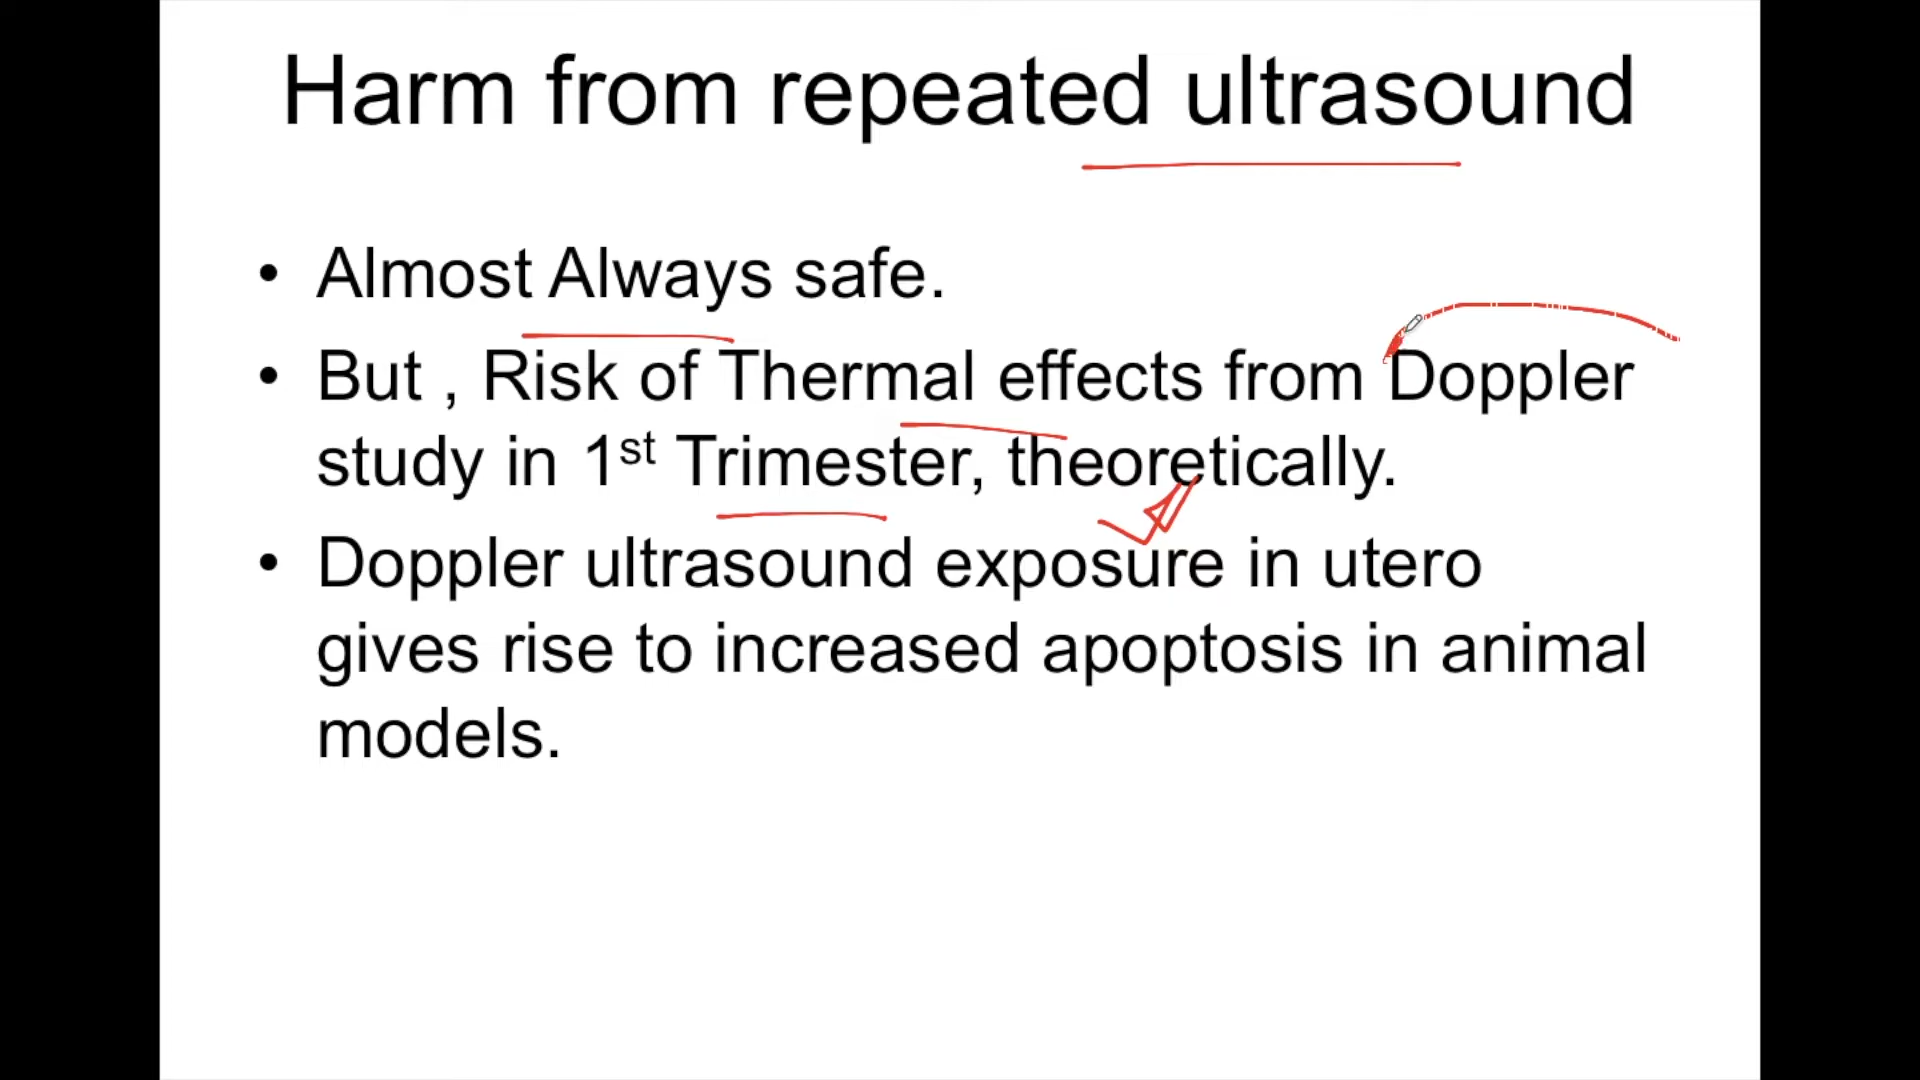 Harm from repeated ultrasound
• Almost Always safe.
• But , Risk of Thermal effects from Doppler
study in 1st Trimester, theoretically.
• Doppler ultrasound exposure in utero
gives rise to increased apoptosis in animal
models.